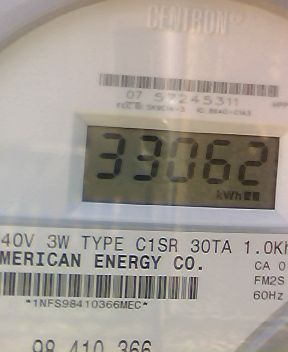 CENTRON
07 57245311
33062
kWh
40V 3W TYPE C1SR 30TA 1.0Kh
MERICAN ENERGY CO.
CA 0
FM2S
60Hz
*1NFS98410366MEC*
98 410 366